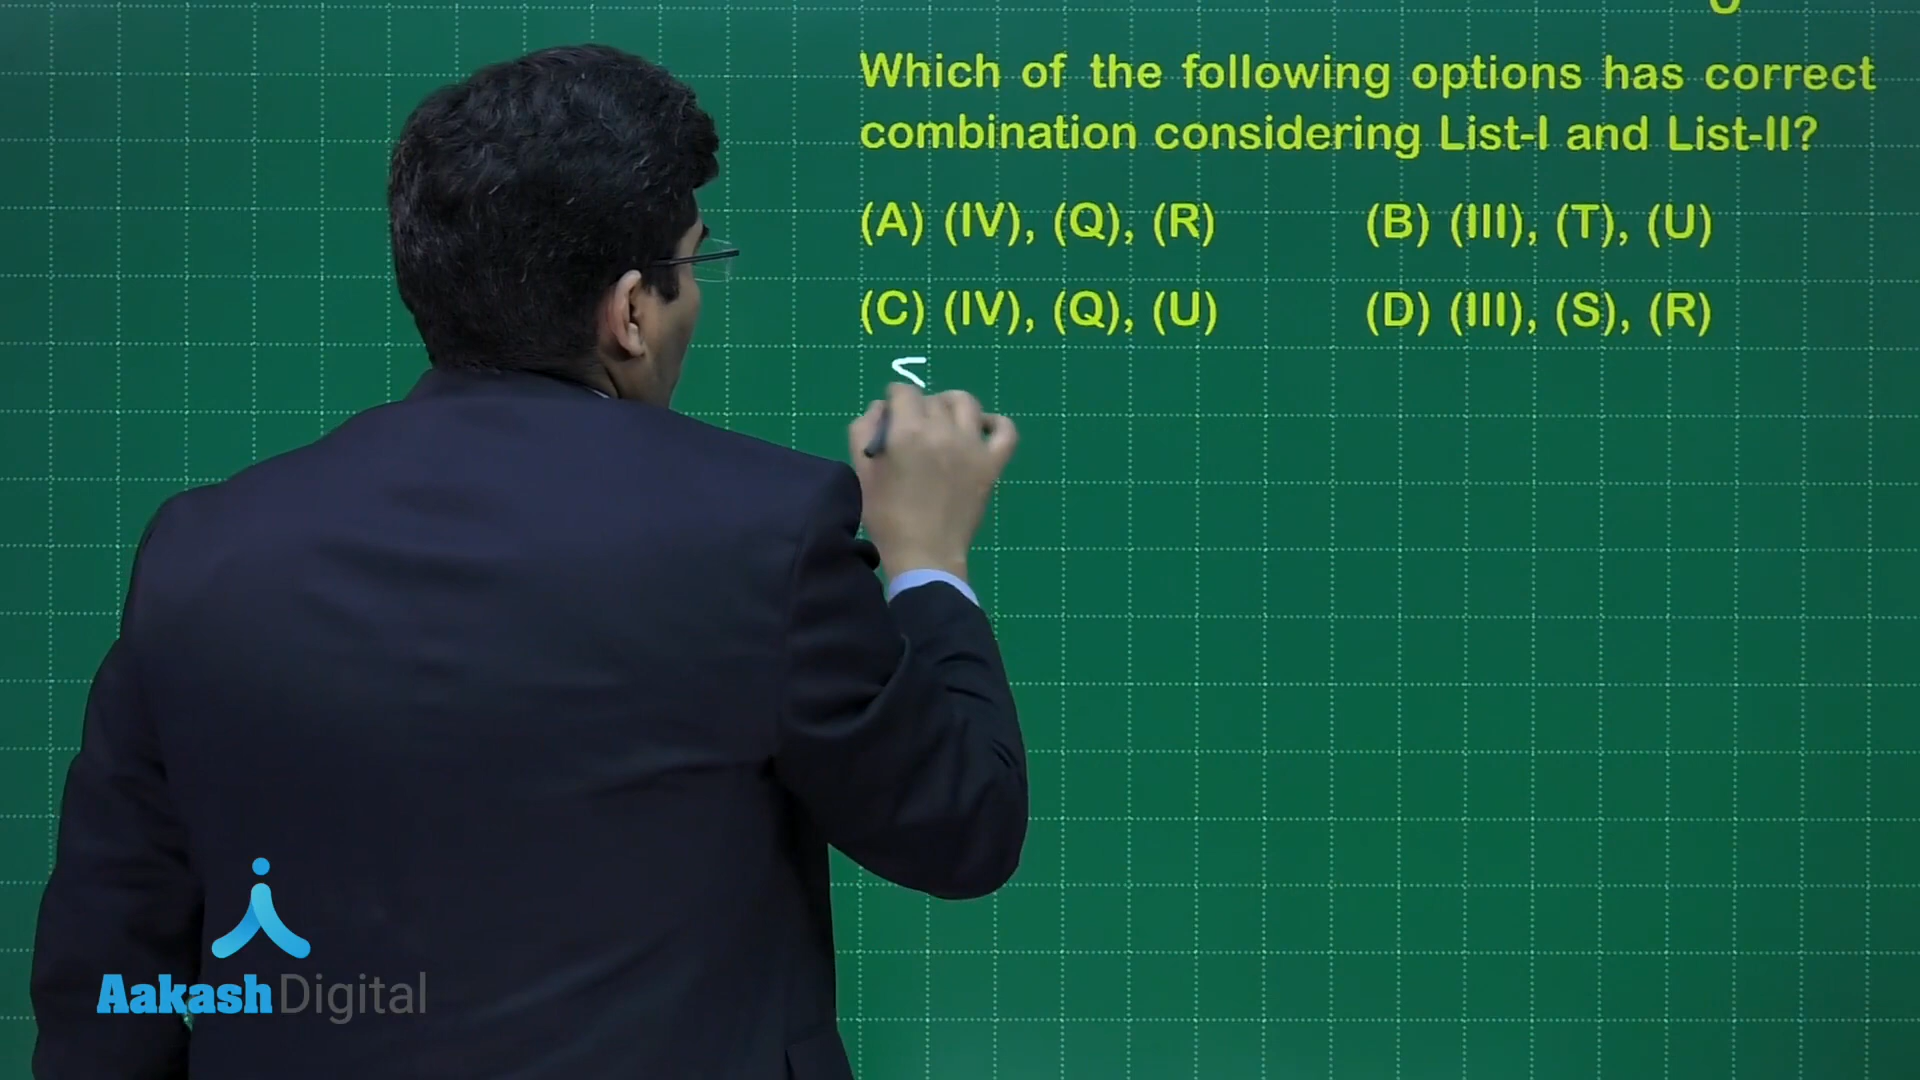 Which of the following options has correct
combination considering List-I and List-II?
(A) (IV), (Q), (R) (B) (III), (T), (U)
(C) (IV), (Q), (U) (D) (III), (S), (R)
Aakash Digital